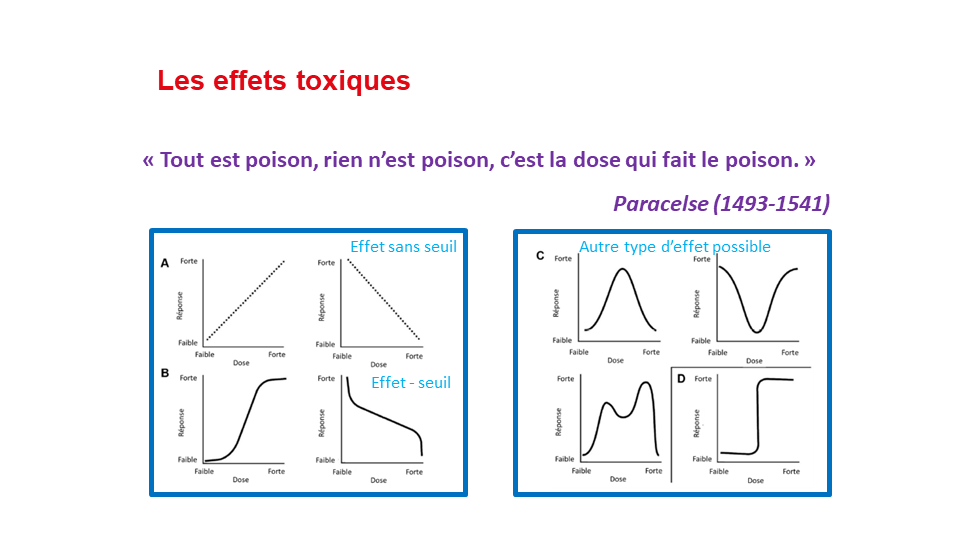 Les effets toxiques
« Tout est poison, rien n’est poison, c’est la dose qui fait le poison. »
Paracelse (1493-1541)
Effet sans seuil
A
Forte
Réponse
Faible
Faible
Forte
Dose
Forte
Réponse
Faible
Faible
Forte
Dose
B
Forte
Réponse
Faible
Faible
Forte
Dose
Effet - seuil
Forte
Réponse
Faible
Faible
Forte
Dose
Autre type d’effet possible
C
Forte
Réponse
Faible
Faible
Forte
Dose
Forte
Réponse
Faible
Faible
Forte
Dose
Forte
Réponse
Faible
Faible
Forte
Dose
D
Forte
Réponse
Faible
Faible
Forte
Dose